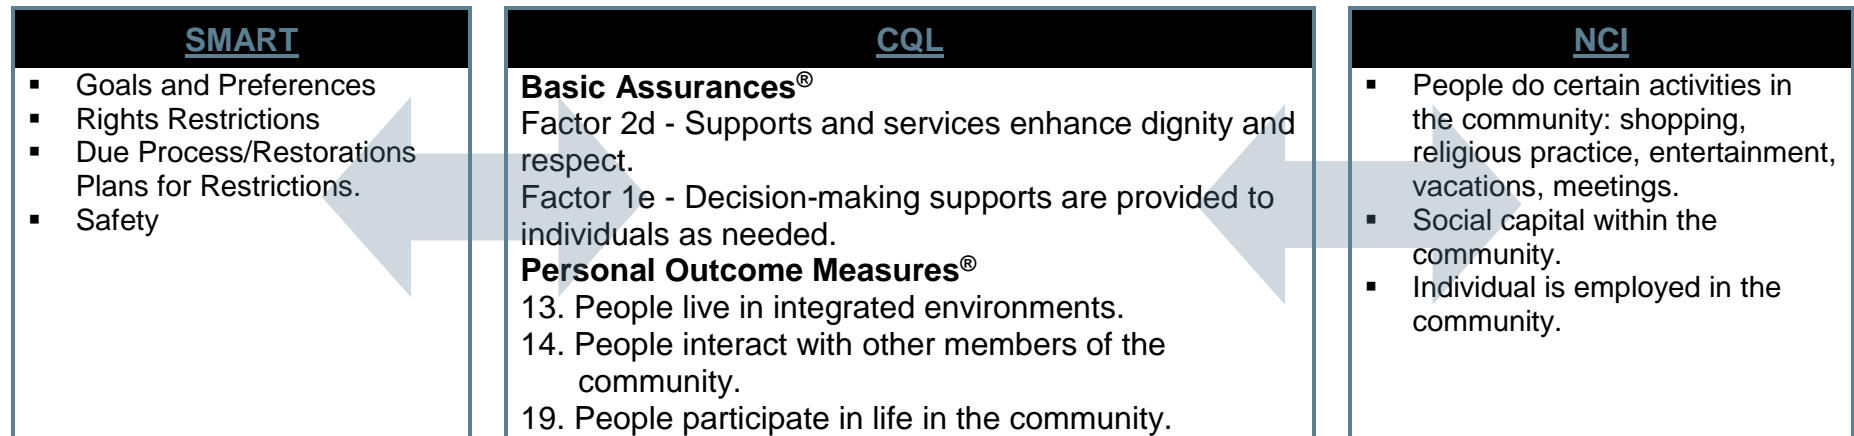 SMART
▪ Goals and Preferences
▪ Rights Restrictions
▪ Due Process/Restorations
Plans for Restrictions.
▪ Safety
CQL
Basic Assurances®
Factor 2d - Supports and services enhance dignity and
respect.
Factor 1e - Decision-making supports are provided to
individuals as needed.
Personal Outcome Measures®
13. People live in integrated environments.
14. People interact with other members of the
community.
19. People participate in life in the community.
NCI
▪ People do certain activities in
the community: shopping,
religious practice, entertainment,
vacations, meetings.
▪ Social capital within the
community.
▪ Individual is employed in the
community.